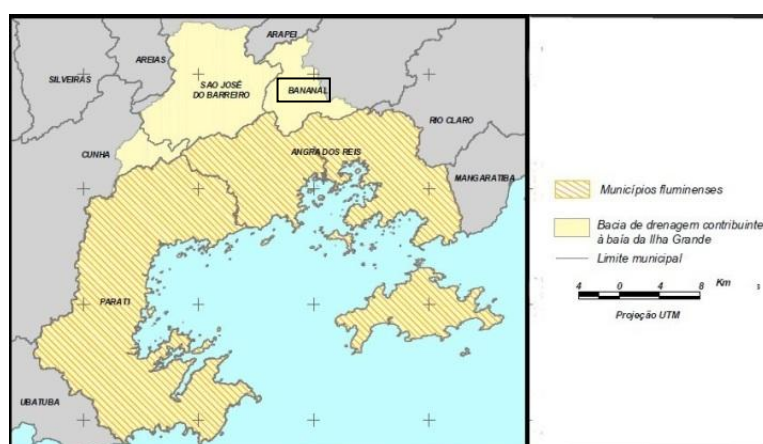 ARAPEI
AREIAS
SILVEIRAS
SAO JOSÉ
DO BARREIRO
BANANAL
RIO CLARO
CUNHA
ANGRA DOS REIS
MANGARATIBA
PARATI
UBATUBA
Municípios fluminenses
Bacia de drenagem contribuinte
à baía da Ilha Grande
Limite municipal
4 0 4 8 Km
Projeção UTM